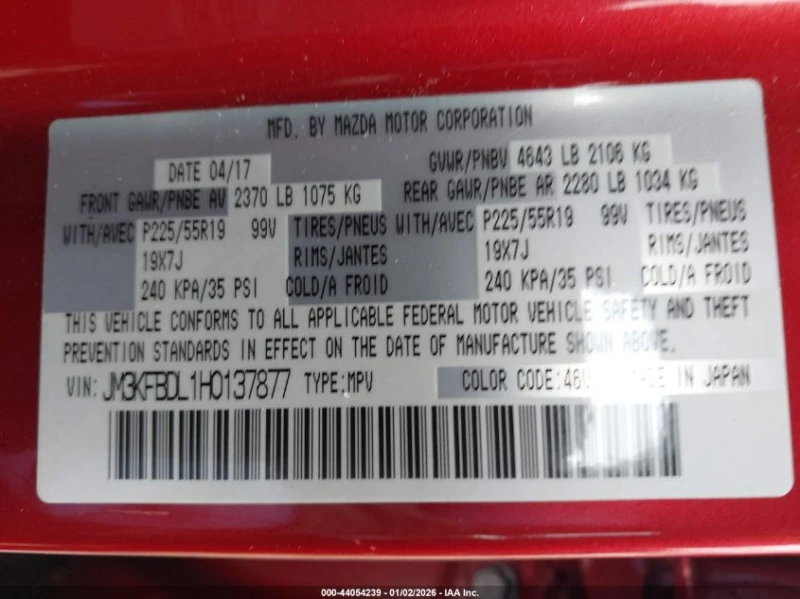 MFD. BY MAZDA MOTOR CORPORATION
DATE 04/17 GVWR/PNBV 4643 LB 2106 KG
FRONT GAWR/PNBE AV 2370 LB 1075 KG REAR GAWR/PNBE AR 2280 LB 1034 KG
WITH/AVEC P225/55R19 99V TIRES/PNEUS WITH/AVEC P225/55R19 99V TIRES/PNEUS
19X7J RIMS/JANTES 19X7J RIMS/JANTES
240 KPA/35 PSI COLD/A FROID 240 KPA/35 PSI COLD/A FROID
THIS VEHICLE CONFORMS TO ALL APPLICABLE FEDERAL MOTOR VEHICLE SAFETY AND THEFT
PREVENTION STANDARDS IN EFFECT ON THE DATE OF MANUFACTURE SHOWN ABOVE.
VIN: JM3KFBDL1H0137877 TYPE:MPV COLOR CODE:46V MADE IN JAPAN
000-44054239 - 01/02/2026 - IAA Inc.